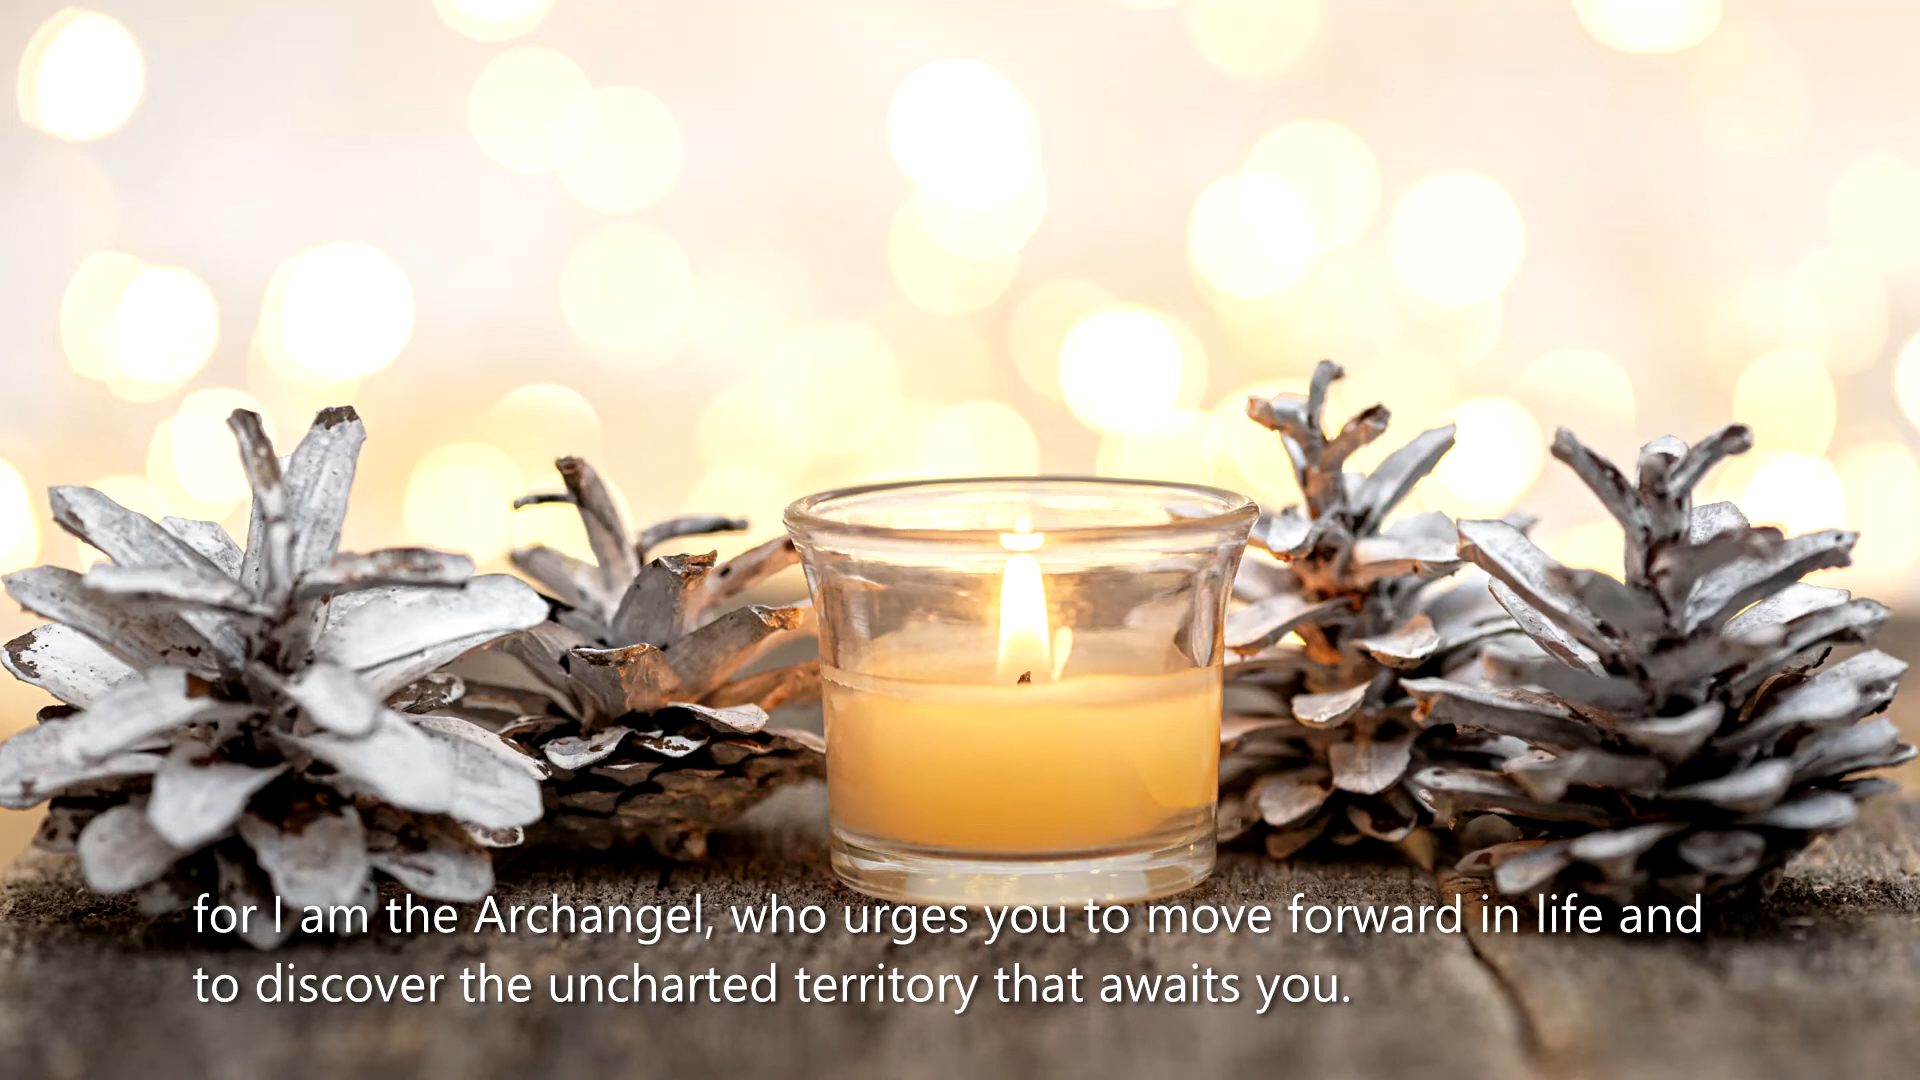 for I am the Archangel, who urges you to move forward in life and
to discover the uncharted territory that awaits you.